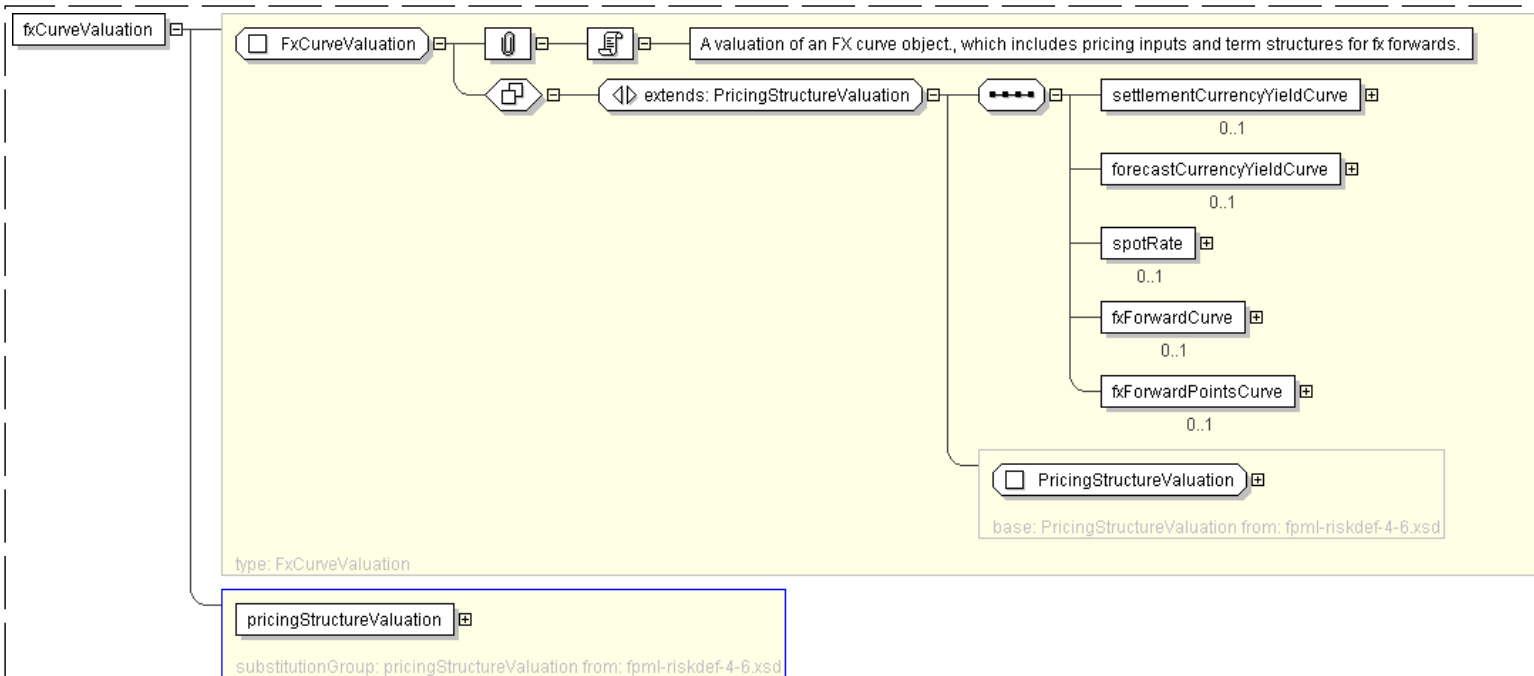 fxCurveValuation
FxCurveValuation
A valuation of an FX curve object., which includes pricing inputs and term structures for fx forwards.
extends: PricingStructureValuation
settlementCurrencyYieldCurve
0..1
forecastCurrencyYieldCurve
0..1
spotRate
0..1
fxForwardCurve
0..1
fxForwardPointsCurve
0..1
PricingStructureValuation
base: PricingStructureValuation from: fpml-riskdef-4-6.xsd
type: FxCurveValuation
pricingStructureValuation
substitutionGroup: pricingStructureValuation from: fpml-riskdef-4-6.xsd